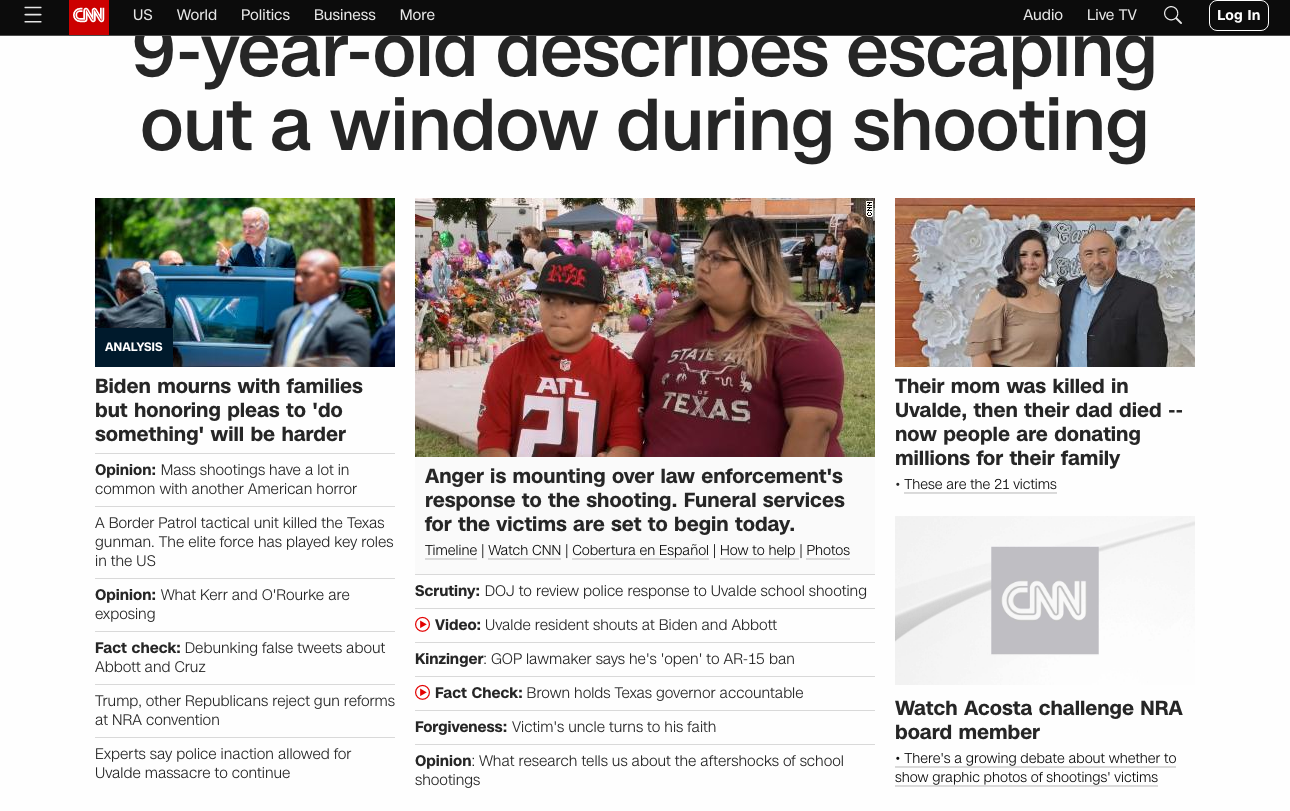 CNN US World Politics Business More Audio Live TV Log In
9-year-old describes escaping
out a window during shooting
ANALYSIS
Biden mourns with families
but honoring pleas to 'do
something' will be harder
Opinion: Mass shootings have a lot in
common with another American horror
A Border Patrol tactical unit killed the Texas
gunman. The elite force has played key roles
in the US
Opinion: What Kerr and O'Rourke are
exposing
Fact check: Debunking false tweets about
Abbott and Cruz
Trump, other Republicans reject gun reforms
at NRA convention
Experts say police inaction allowed for
Uvalde massacre to continue
CNN
ATL
21
TEXAS
Anger is mounting over law enforcement's
response to the shooting. Funeral services
for the victims are set to begin today.
Timeline | Watch CNN | Cobertura en Español | How to help | Photos
Scrutiny: DOJ to review police response to Uvalde school shooting
Video: Uvalde resident shouts at Biden and Abbott
Kinzinger: GOP lawmaker says he's 'open' to AR-15 ban
Fact Check: Brown holds Texas governor accountable
Forgiveness: Victim's uncle turns to his faith
Opinion: What research tells us about the aftershocks of school
shootings
Their mom was killed in
Uvalde, then their dad died --
now people are donating
millions for their family
• These are the 21 victims
CNN
Watch Acosta challenge NRA
board member
• There's a growing debate about whether to
show graphic photos of shootings' victims